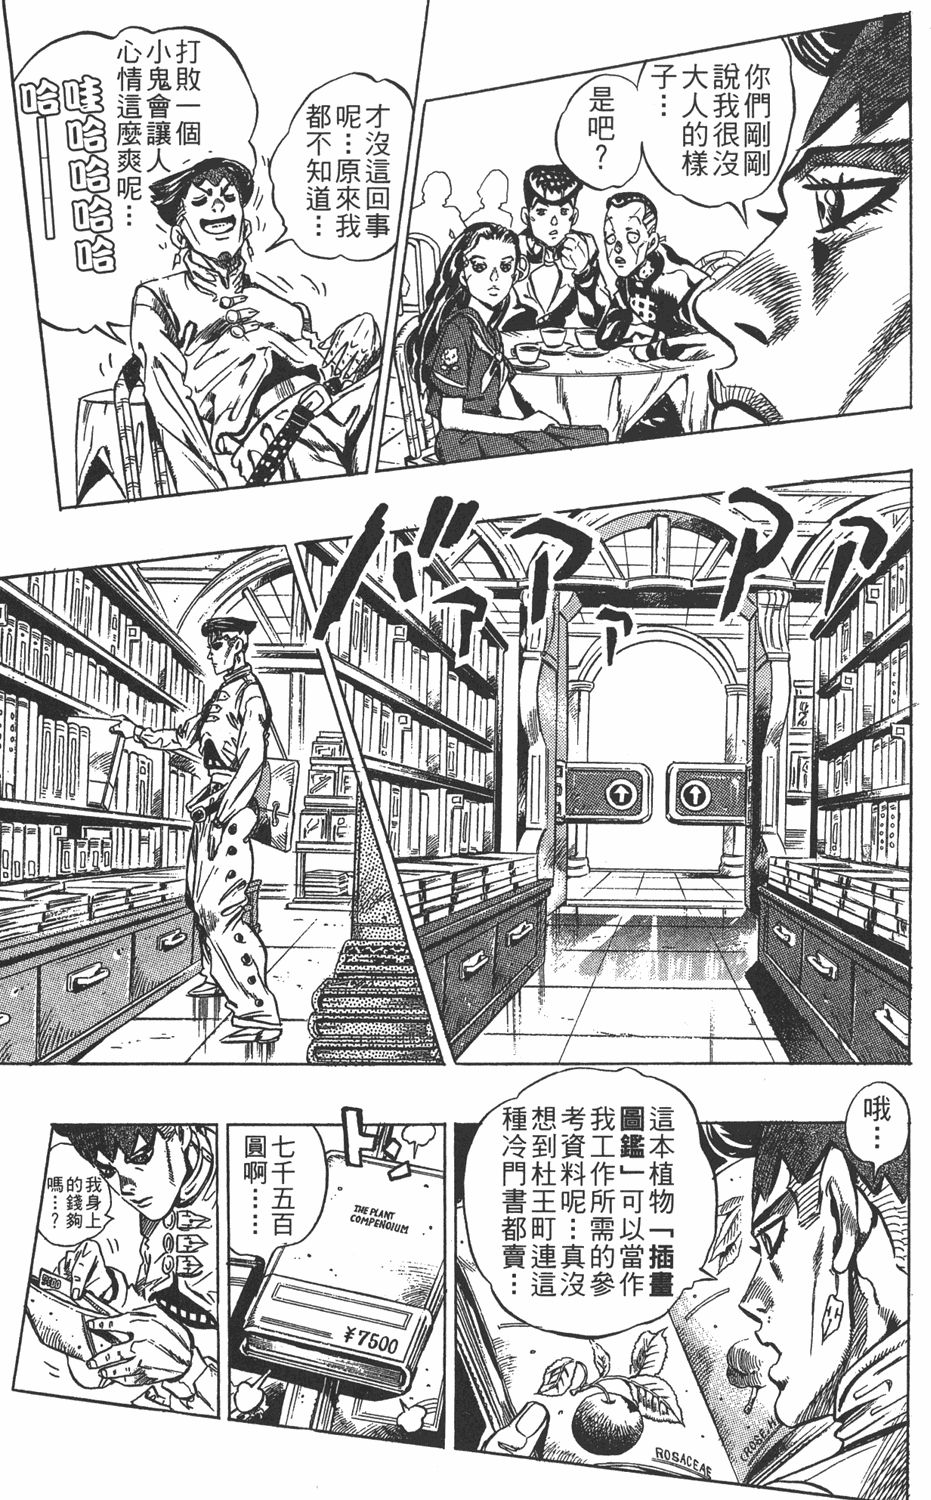 你們剛剛
說我很沒
大人的樣
子…
是吧？
才沒這回事
呢…原來我
都不知道…
打敗一個
小鬼會讓人
心情這麼爽呢…
哇哈哈哈哈
哈——
バァァァァァ
哦…
這本植物「插畫
圖鑑」可以當作
我工作所需的參
考資料呢…真沒
想到杜王町連這
種冷門書都賣…
ROSACEAE
ト
七千五百
圓啊……
THE PLANT
COMPENDIUM
¥7500
我身上
的錢夠
嗎…？